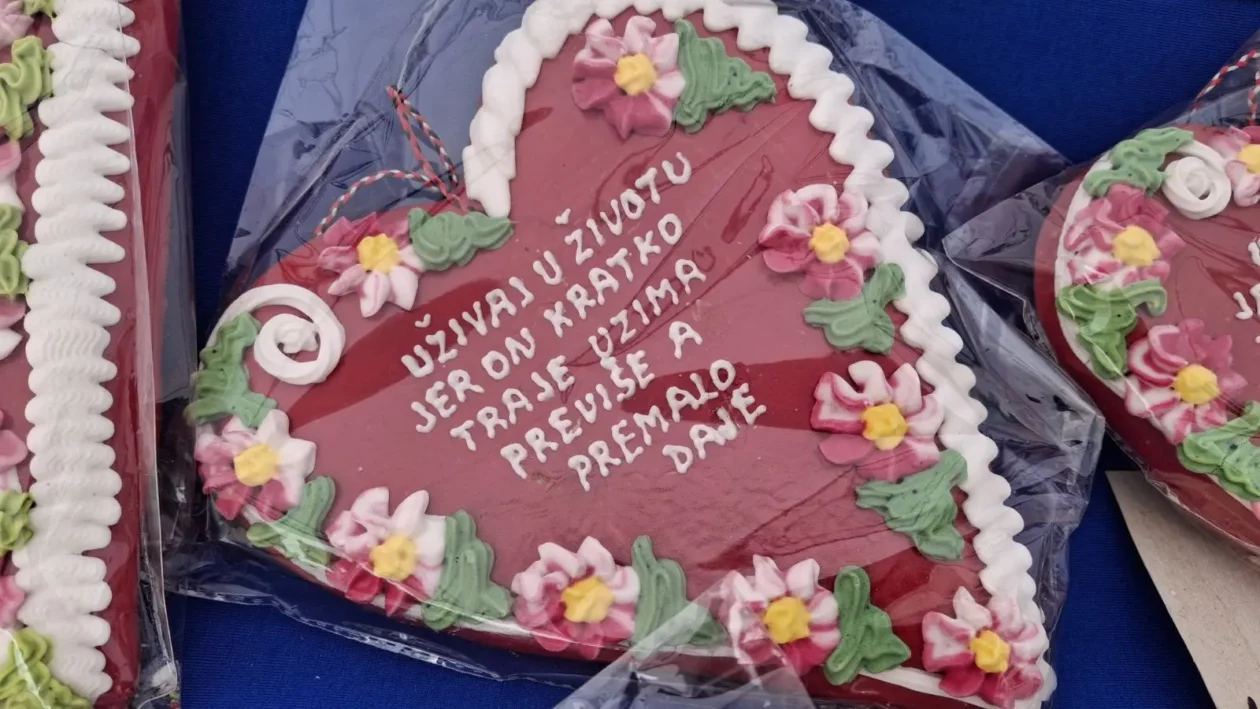 UŽIVAJ U ŽIVOTU
JER ON KRATKO
TRAJE UZIMA
PREVIŠE A
PREMALO
DAJE